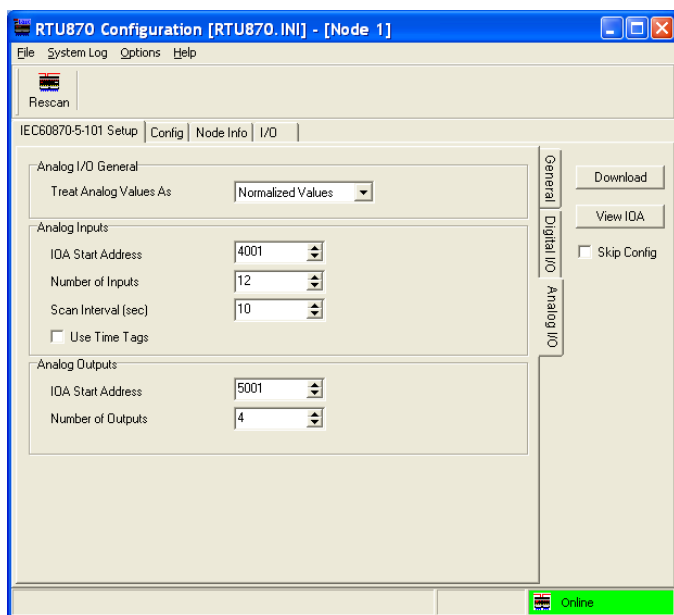 RTU870 Configuration [RTU870.INI] - [Node 1]
File System Log Options Help
Rescan
IEC60870-5-101 Setup Config Node Info I/O
Analog I/O General
Treat Analog Values As Normalized Values
Analog Inputs
IOA Start Address 4001
Number of Inputs 12
Scan Interval (sec) 10
Use Time Tags
Analog Outputs
IOA Start Address 5001
Number of Outputs 4
General
Digital I/O
Analog I/O
Download
View IOA
Skip Config
Online